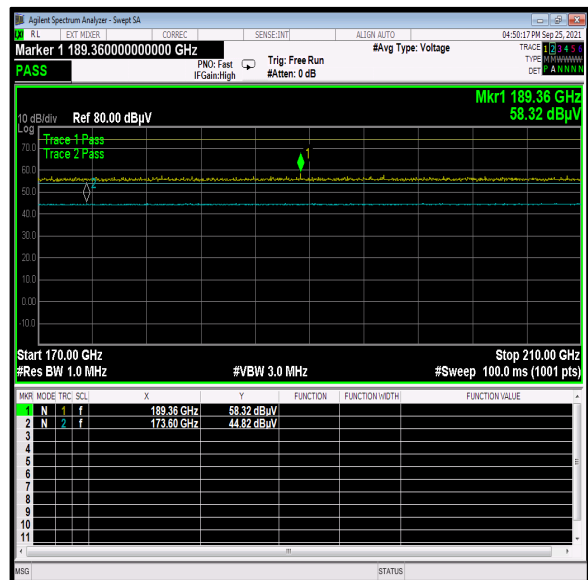 Agilent Spectrum Analyzer - Swept SA
LXI RL EXT MIXER CORREC SENSE:INT ALIGN AUTO 04:50:17 PM Sep 25, 2021
Marker 1 189.360000000000 GHz #Avg Type: Voltage TRACE 1 2 3 4 5 6
PNO: Fast Trig: Free Run TYPE M M W W W W
PASS IFGain:High #Atten: 0 dB DET P A N N N N
Mkr1 189.36 GHz
10 dB/div Ref 80.00 dBµV 58.32 dBµV
Log
Trace 1 Pass
70.0
Trace 2 Pass
1
60.0
2
50.0
40.0
30.0
20.0
10.0
0.00
-10.0
Start 170.00 GHz Stop 210.00 GHz
#Res BW 1.0 MHz #VBW 3.0 MHz #Sweep 100.0 ms (1001 pts)
MKR MODE TRC SCL X Y FUNCTION FUNCTION WIDTH FUNCTION VALUE
1 N 1 f 189.36 GHz 58.32 dBµV
2 N 2 f 173.60 GHz 44.82 dBµV
3
4
5
6
7
8
9
10
11
MSG STATUS